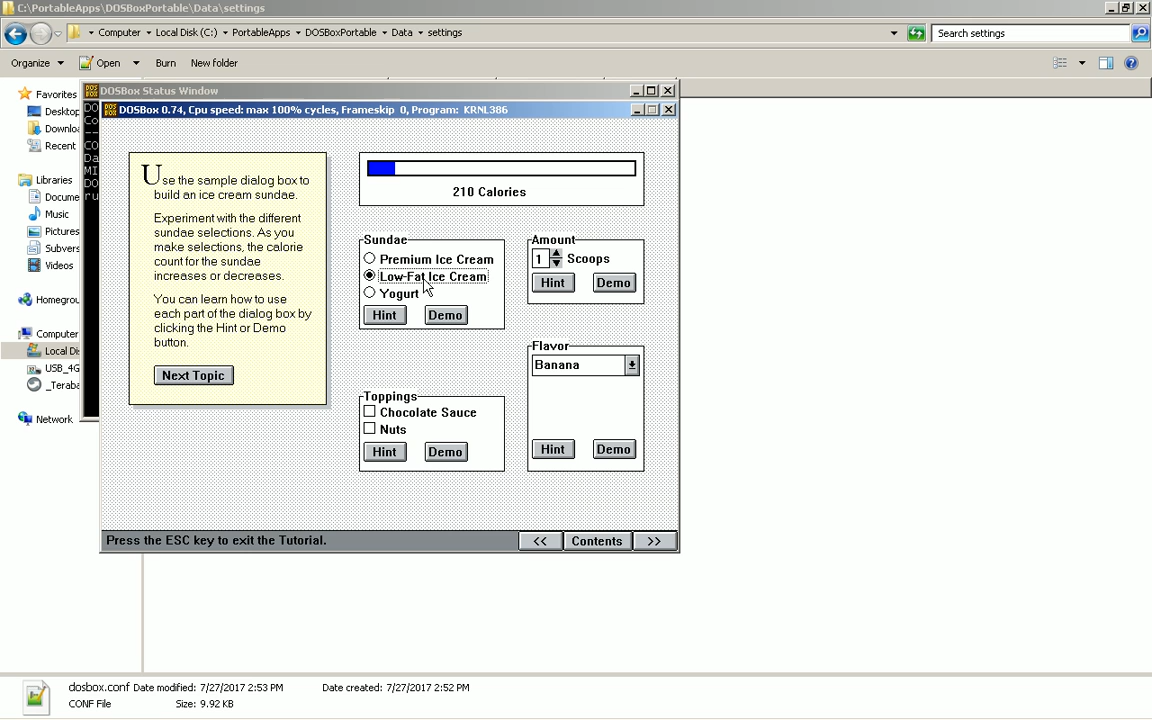 C:\PortableApps\DOSBoxPortable\Data\settings
Computer Local Disk (C:) PortableApps DOSBoxPortable Data settings
Search settings
Organize Open Burn New folder
Favorites
Desktop
Recent
Libraries
Music
Pictures
Videos
Computer
Network
DOSBox Status Window
DOSBox 0.74, Cpu speed: max 100% cycles, Frameskip 0, Program: KRNL386
Use the sample dialog box to
build an ice cream sundae.
Experiment with the different
sundae selections. As you
make selections, the calorie
count for the sundae
increases or decreases.
You can learn how to use
each part of the dialog box by
clicking the Hint or Demo
button.
Next Topic
210 Calories
Sundae
Premium Ice Cream
Low-Fat Ice Cream
Yogurt
Hint Demo
Amount
1 Scoops
Hint Demo
Flavor
Banana
Hint Demo
Toppings
Chocolate Sauce
Nuts
Hint Demo
Press the ESC key to exit the Tutorial.
<< Contents >>
dosbox.conf Date modified: 7/27/2017 2:53 PM Date created: 7/27/2017 2:52 PM
CONF File Size: 9.92 KB